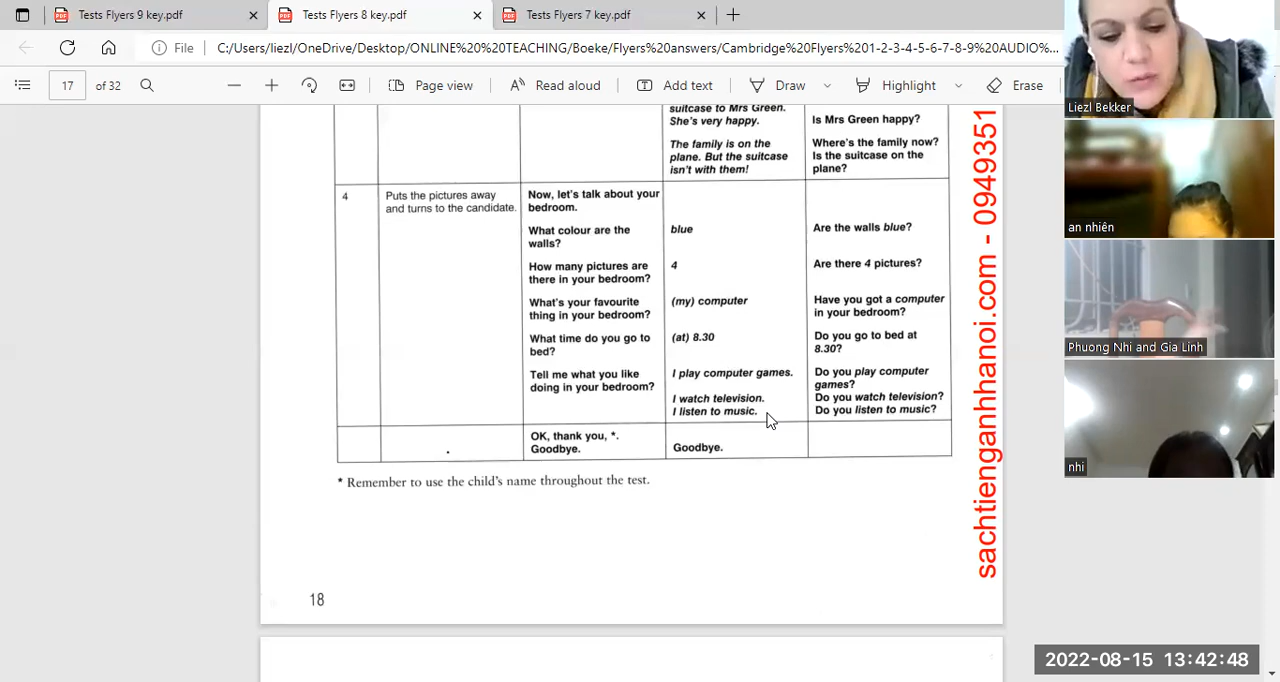 Tests Flyers 9 key.pdf
Tests Flyers 8 key.pdf
Tests Flyers 7 key.pdf
File
C:/Users/liezl/OneDrive/Desktop/ONLINE%20%20TEACHING/Boeke/Flyers%20answers/Cambridge%20Flyers%201-2-3-4-5-6-7-8-9%20AUDIO%...
17
of 32
Page view
Read aloud
Add text
Draw
Highlight
Erase
suitcase to Mrs Green.
She's very happy.
Is Mrs Green happy?
The family is on the
plane. But the suitcase
isn't with them!
Where's the family now?
Is the suitcase on the
plane?
4
Puts the pictures away
and turns to the candidate.
Now, let's talk about your
bedroom.
What colour are the
walls?
blue
Are the walls blue?
How many pictures are
there in your bedroom?
4
Are there 4 pictures?
What's your favourite
thing in your bedroom?
(my) computer
Have you got a computer
in your bedroom?
What time do you go to
bed?
(at) 8.30
Do you go to bed at
8.30?
Tell me what you like
doing in your bedroom?
I play computer games.
I watch television.
I listen to music.
Do you play computer
games?
Do you watch television?
Do you listen to music?
OK, thank you, *.
Goodbye.
Goodbye.
* Remember to use the child's name throughout the test.
18
sachtienganhhanoi.com - 0949351
Liezl Bekker
an nhiên
Phuong Nhi and Gia Linh
nhi
2022-08-15 13:42:48